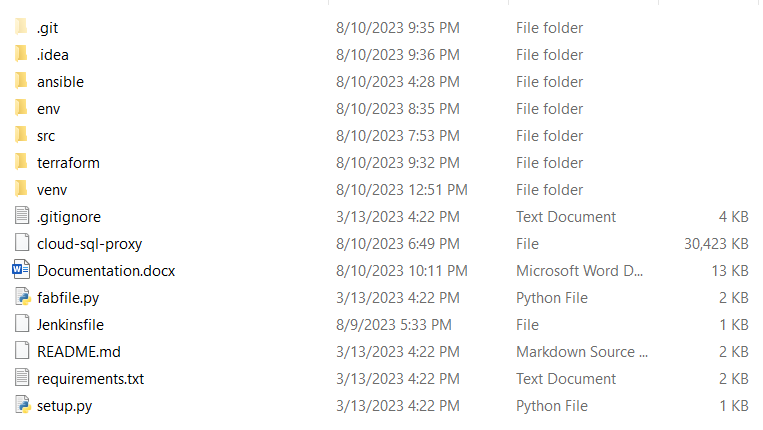 .git 8/10/2023 9:35 PM File folder
.idea 8/10/2023 9:36 PM File folder
ansible 8/10/2023 4:28 PM File folder
env 8/10/2023 8:35 PM File folder
src 8/10/2023 7:53 PM File folder
terraform 8/10/2023 9:32 PM File folder
venv 8/10/2023 12:51 PM File folder
.gitignore 3/13/2023 4:22 PM Text Document 4 KB
cloud-sql-proxy 8/10/2023 6:49 PM File 30,423 KB
Documentation.docx 8/10/2023 10:11 PM Microsoft Word D... 13 KB
fabfile.py 3/13/2023 4:22 PM Python File 2 KB
Jenkinsfile 8/9/2023 5:33 PM File 1 KB
README.md 3/13/2023 4:22 PM Markdown Source ... 2 KB
requirements.txt 3/13/2023 4:22 PM Text Document 2 KB
setup.py 3/13/2023 4:22 PM Python File 1 KB